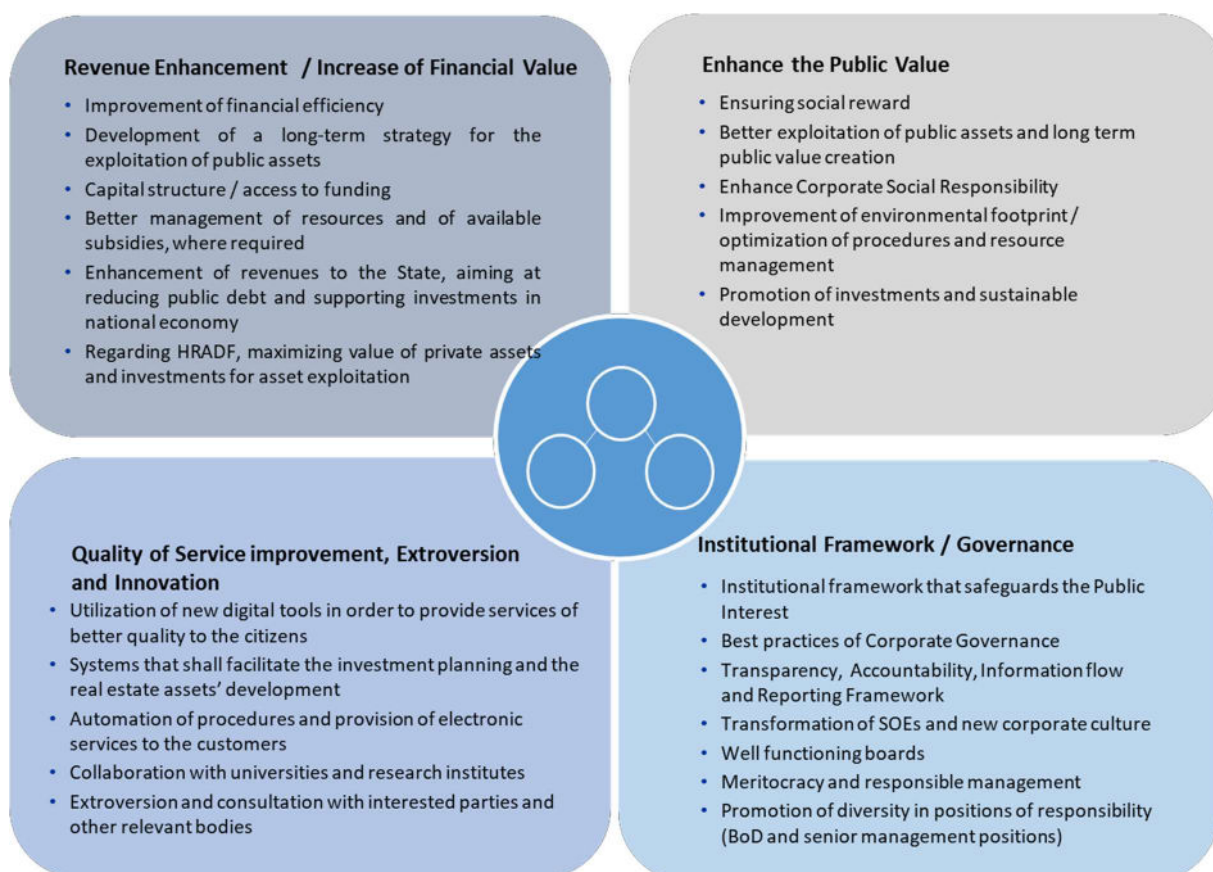 Revenue Enhancement / Increase of Financial Value
• Improvement of financial efficiency
• Development of a long-term strategy for the
exploitation of public assets
• Capital structure / access to funding
• Better management of resources and of available
subsidies, where required
• Enhancement of revenues to the State, aiming at
reducing public debt and supporting investments in
national economy
• Regarding HRADF, maximizing value of private assets
and investments for asset exploitation
Enhance the Public Value
• Ensuring social reward
• Better exploitation of public assets and long term
public value creation
• Enhance Corporate Social Responsibility
• Improvement of environmental footprint /
optimization of procedures and resource
management
• Promotion of investments and sustainable
development
Quality of Service improvement, Extroversion
and Innovation
• Utilization of new digital tools in order to provide services of
better quality to the citizens
• Systems that shall facilitate the investment planning and the
real estate assets' development
• Automation of procedures and provision of electronic
services to the customers
• Collaboration with universities and research institutes
• Extroversion and consultation with interested parties and
other relevant bodies
Institutional Framework / Governance
• Institutional framework that safeguards the Public
Interest
• Best practices of Corporate Governance
• Transparency, Accountability, Information flow
and Reporting Framework
• Transformation of SOEs and new corporate culture
• Well functioning boards
• Meritocracy and responsible management
• Promotion of diversity in positions of responsibility
(BoD and senior management positions)